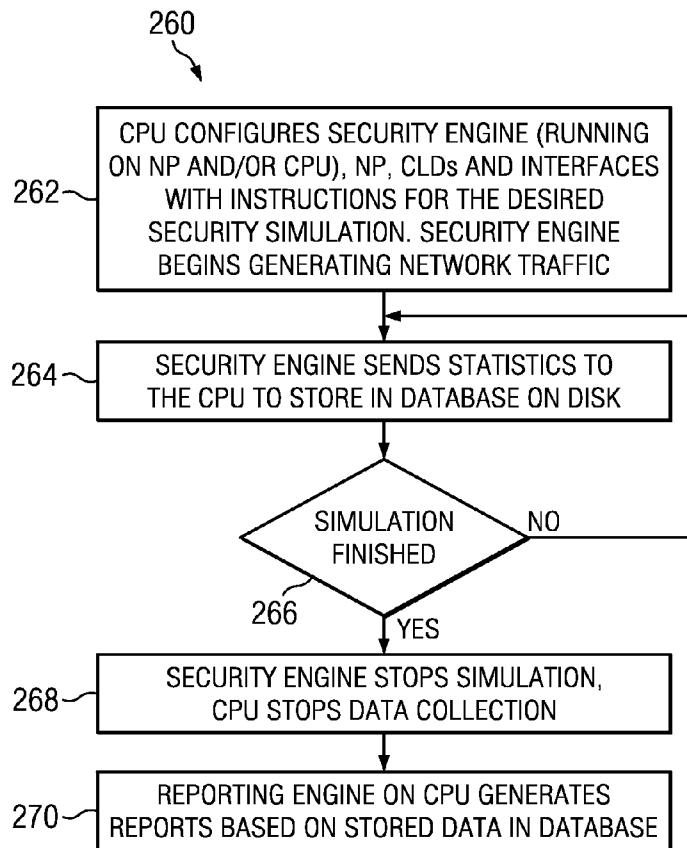 260
262
CPU CONFIGURES SECURITY ENGINE (RUNNING
ON NP AND/OR CPU), NP, CLDs AND INTERFACES
WITH INSTRUCTIONS FOR THE DESIRED
SECURITY SIMULATION. SECURITY ENGINE
BEGINS GENERATING NETWORK TRAFFIC
264
SECURITY ENGINE SENDS STATISTICS TO
THE CPU TO STORE IN DATABASE ON DISK
SIMULATION
FINISHED
NO
266
YES
268
SECURITY ENGINE STOPS SIMULATION,
CPU STOPS DATA COLLECTION
270
REPORTING ENGINE ON CPU GENERATES
REPORTS BASED ON STORED DATA IN DATABASE